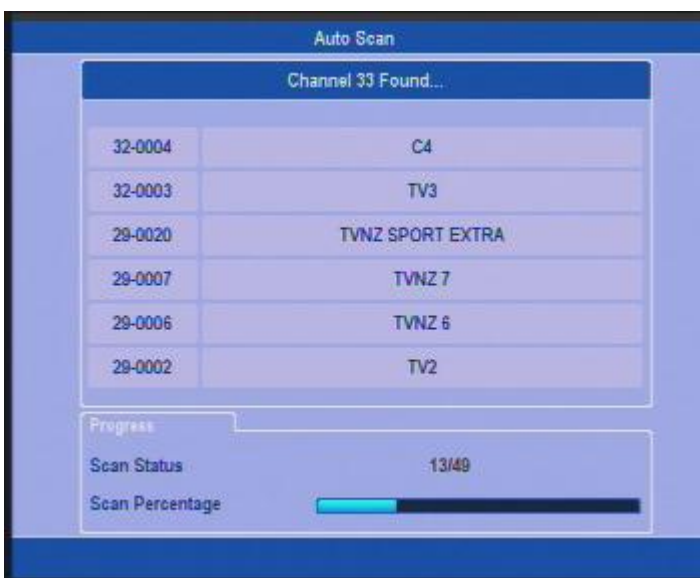 Auto Scan
Channel 33 Found...
32-0004 C4
32-0003 TV3
29-0020 TVNZ SPORT EXTRA
29-0007 TVNZ 7
29-0006 TVNZ 6
29-0002 TV2
Progress
Scan Status 13/49
Scan Percentage